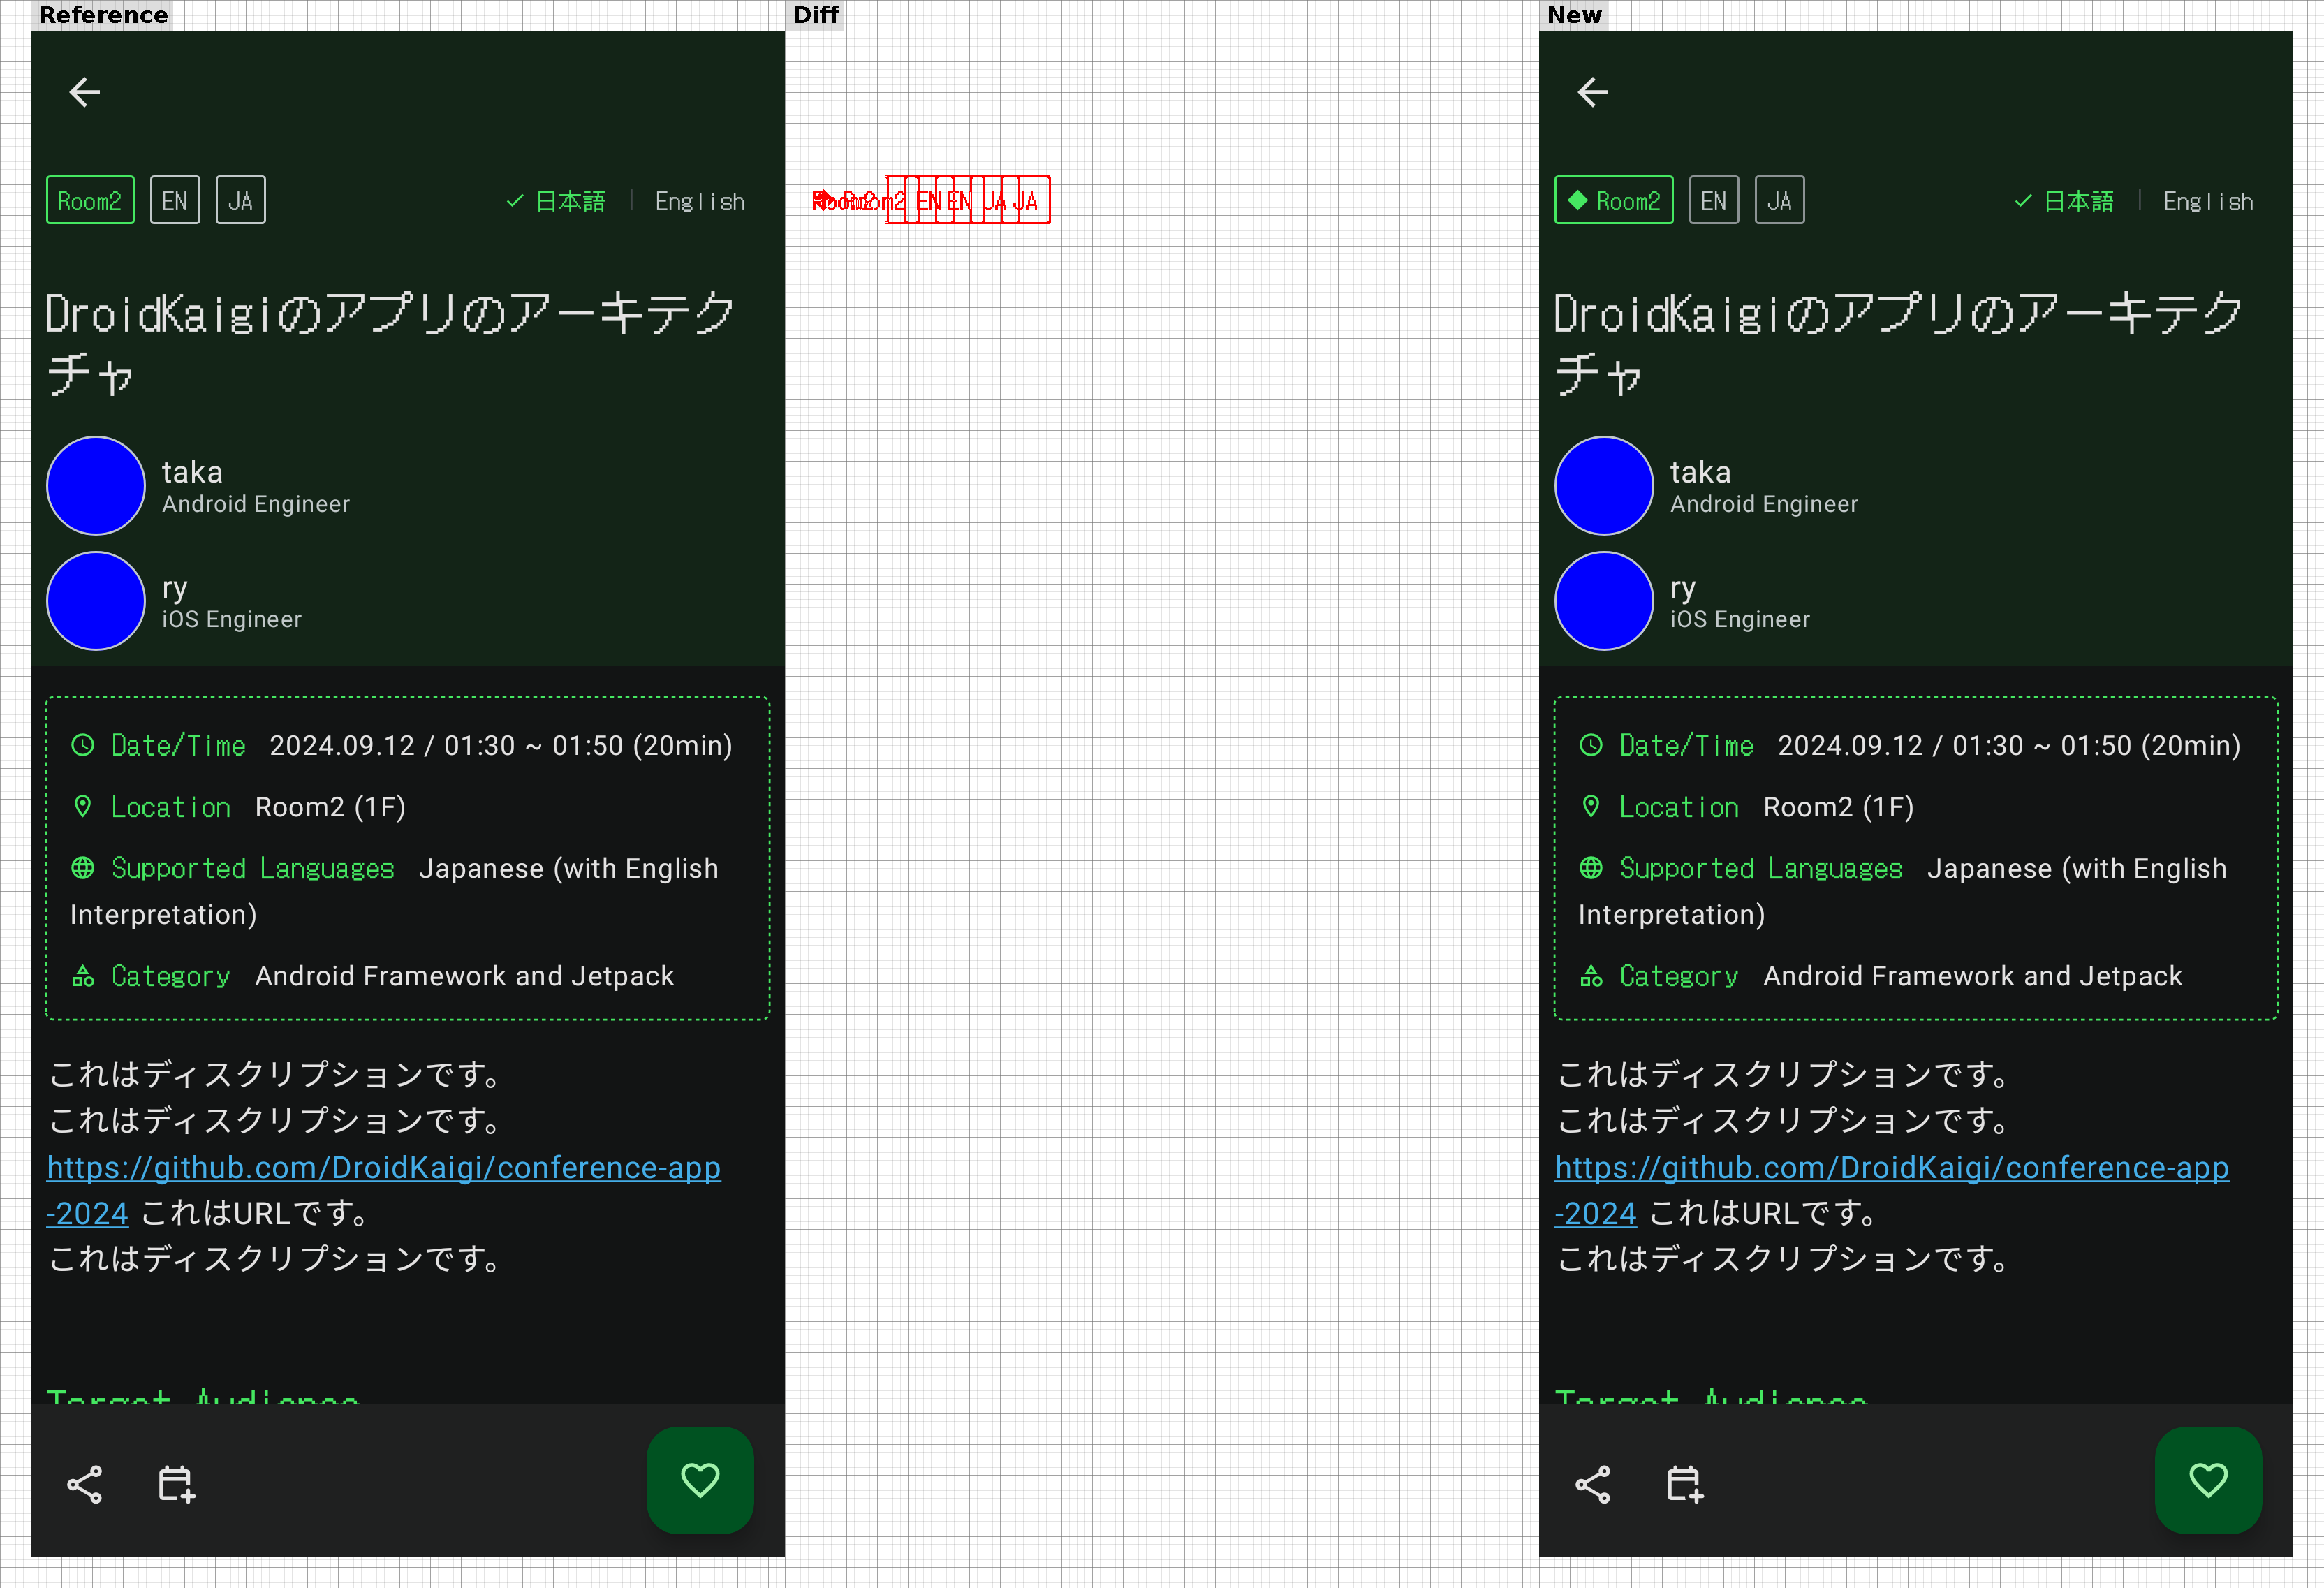 Reference
Room2 EN JA 日本語 English
DroidKaigiのアプリのアーキテク
チャ
taka
Android Engineer
ry
iOS Engineer
Date/Time 2024.09.12 / 01:30 ~ 01:50 (20min)
Location Room2 (1F)
Supported Languages Japanese (with English
Interpretation)
Category Android Framework and Jetpack
これはディスクリプションです。
これはディスクリプションです。
https://github.com/DroidKaigi/conference-app
-2024 これはURLです。
これはディスクリプションです。
Target Audience
Diff
EN EN JA JA
New
Room2 EN JA 日本語 English
DroidKaigiのアプリのアーキテク
チャ
taka
Android Engineer
ry
iOS Engineer
Date/Time 2024.09.12 / 01:30 ~ 01:50 (20min)
Location Room2 (1F)
Supported Languages Japanese (with English
Interpretation)
Category Android Framework and Jetpack
これはディスクリプションです。
これはディスクリプションです。
https://github.com/DroidKaigi/conference-app
-2024 これはURLです。
これはディスクリプションです。
Target Audience